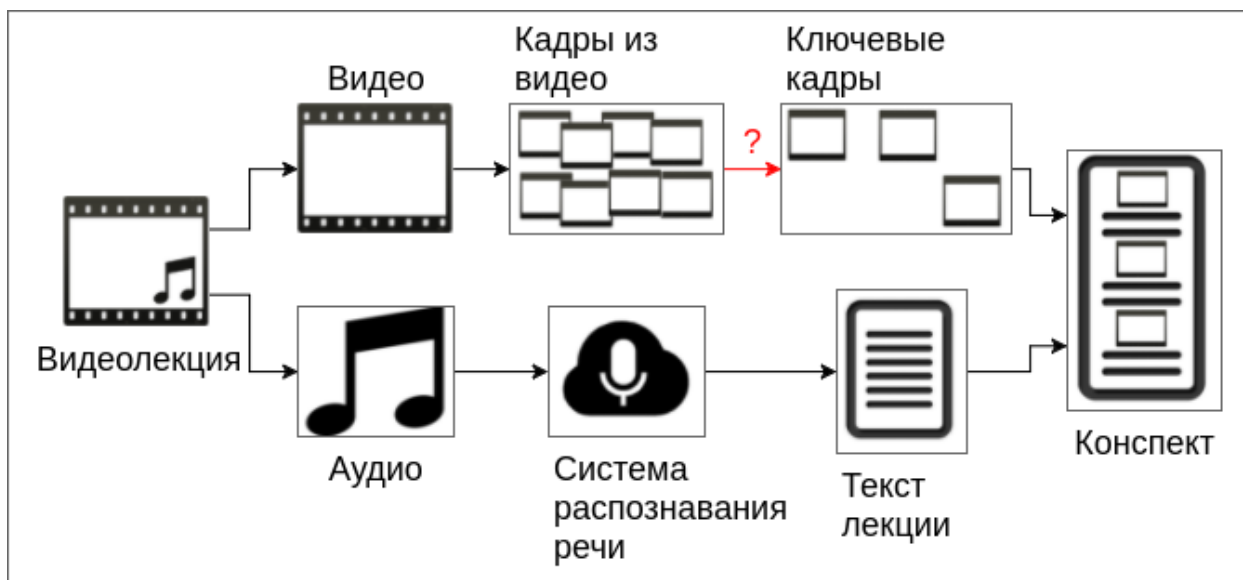 Кадры из
видео
Ключевые
кадры
Видео
?
Видеолекция
Аудио
Система
распознавания
речи
Текст
лекции
Конспект